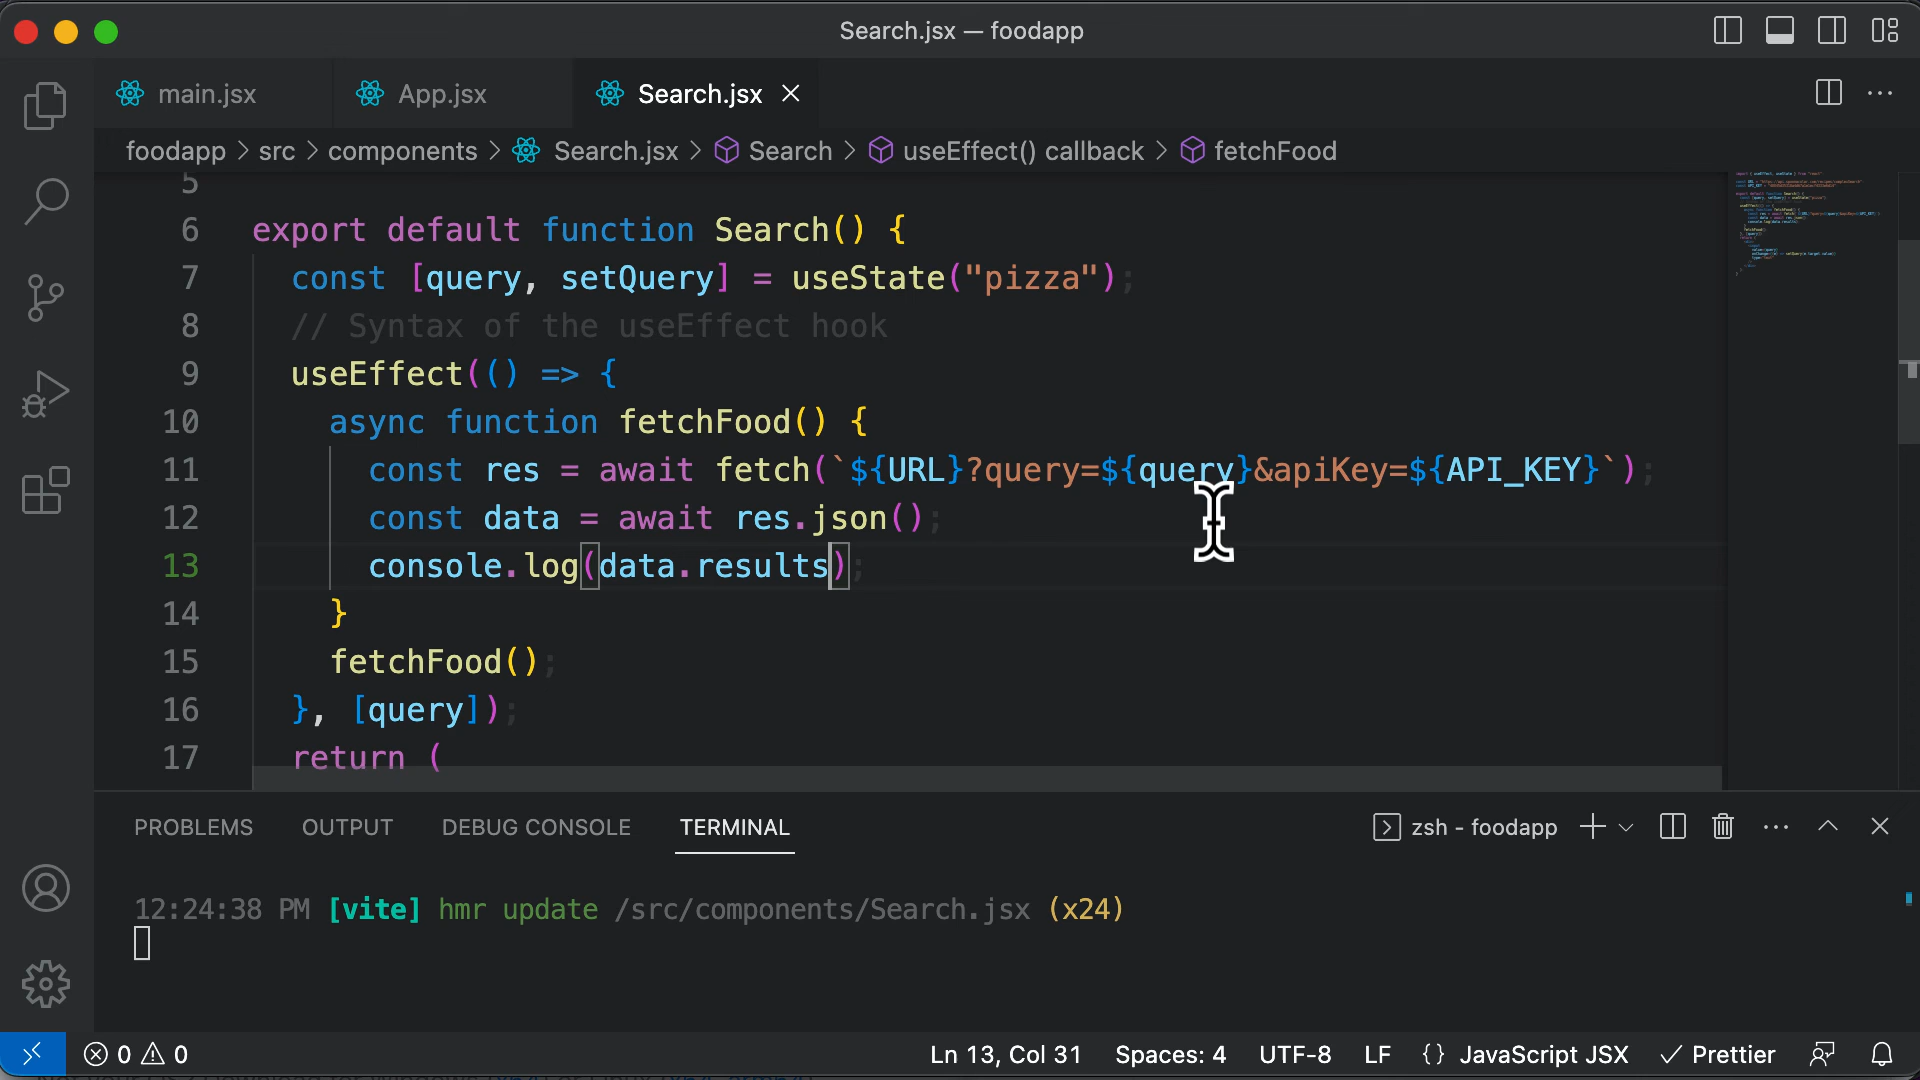 Search.jsx — foodapp
main.jsx
App.jsx
Search.jsx
foodapp > src > components > Search.jsx > Search > useEffect() callback > fetchFood
5
6 export default function Search() {
7 const [query, setQuery] = useState("pizza");
8 // Syntax of the useEffect hook
9 useEffect(() => {
10 async function fetchFood() {
11 const res = await fetch(`${URL}?query=${query}&apiKey=${API_KEY}`);
12 const data = await res.json();
13 console.log(data.results);
14 }
15 fetchFood();
16 }, [query]);
17 return (
PROBLEMS OUTPUT DEBUG CONSOLE TERMINAL zsh - foodapp
12:24:38 PM [vite] hmr update /src/components/Search.jsx (x24)
0 0 Ln 13, Col 31 Spaces: 4 UTF-8 LF {} JavaScript JSX Prettier